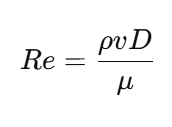 Re = ρvD / μ